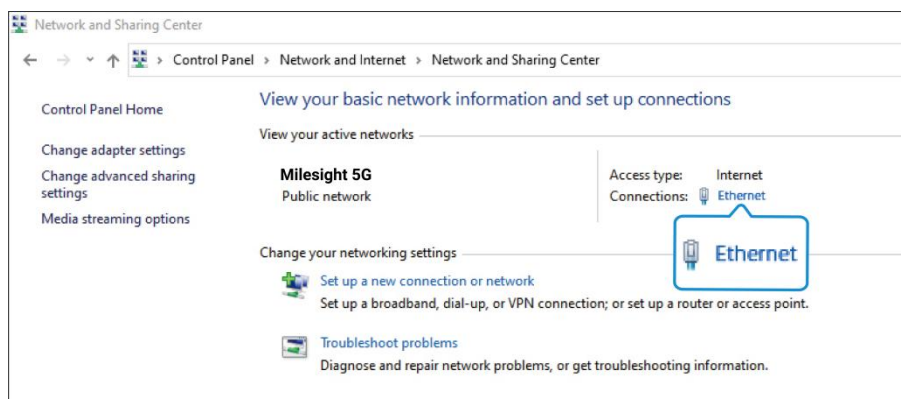 Network and Sharing Center
Control Panel > Network and Internet > Network and Sharing Center
Control Panel Home
Change adapter settings
Change advanced sharing
settings
Media streaming options
View your basic network information and set up connections
View your active networks
Milesight 5G
Public network
Access type: Internet
Connections: Ethernet
Ethernet
Change your networking settings
Set up a new connection or network
Set up a broadband, dial-up, or VPN connection; or set up a router or access point.
Troubleshoot problems
Diagnose and repair network problems, or get troubleshooting information.